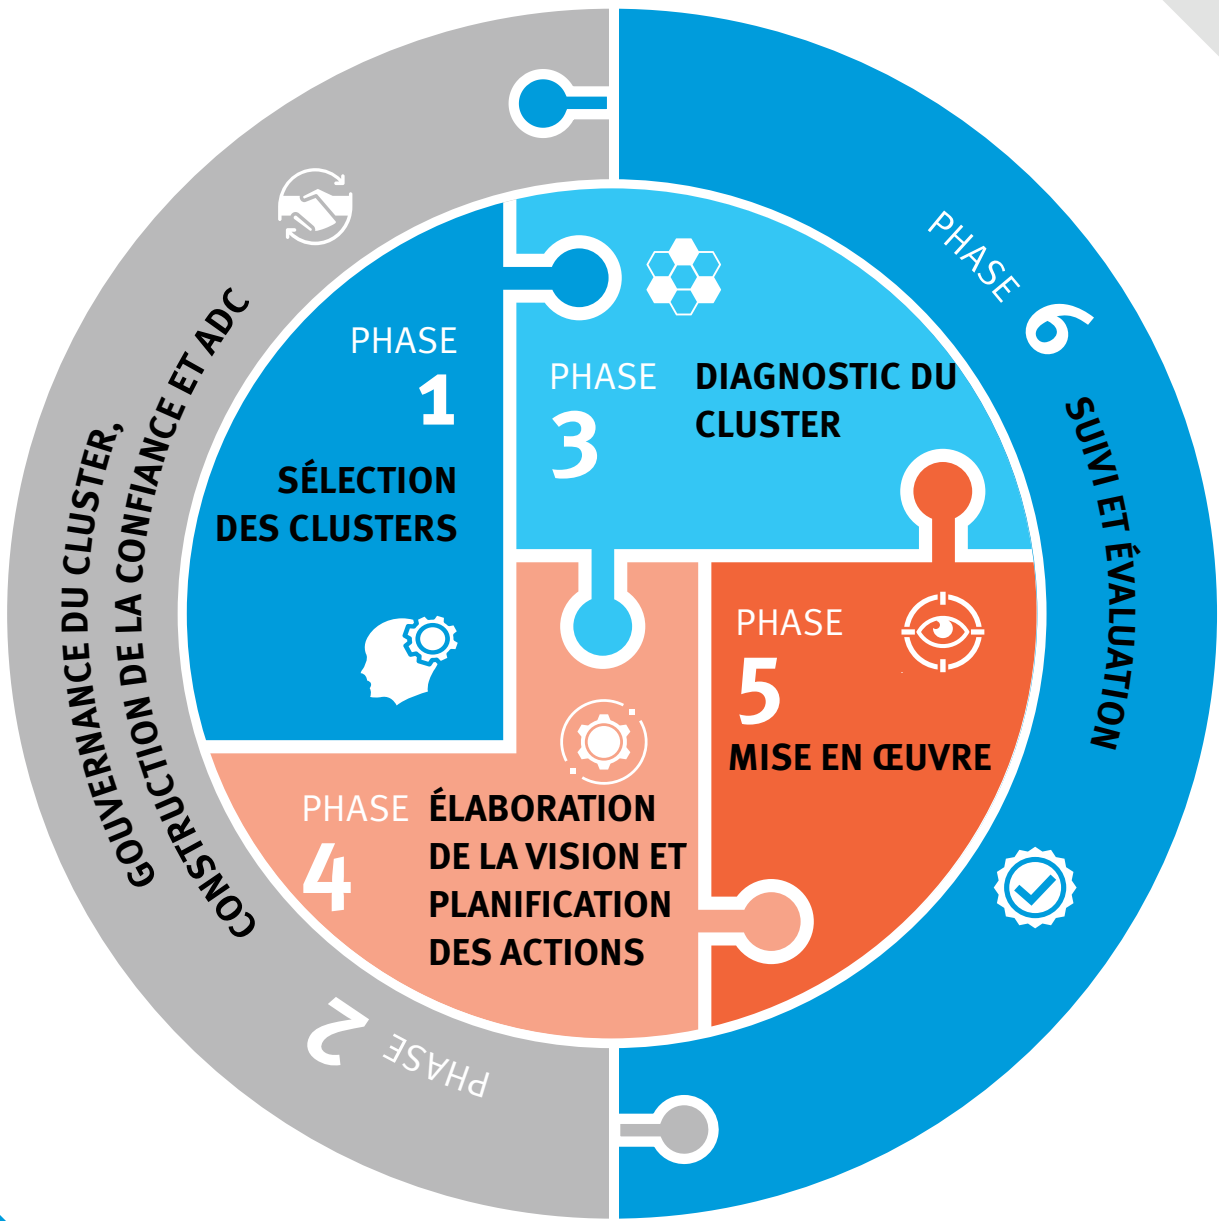 PHASE
1
SÉLECTION
DES CLUSTERS
PHASE
2
GOUVERNANCE DU CLUSTER,
CONSTRUCTION DE LA CONFIANCE ET ADC
PHASE
3
DIAGNOSTIC DU
CLUSTER
PHASE
4
ÉLABORATION
DE LA VISION ET
PLANIFICATION
DES ACTIONS
PHASE
5
MISE EN ŒUVRE
PHASE 6
SUIVI ET ÉVALUATION